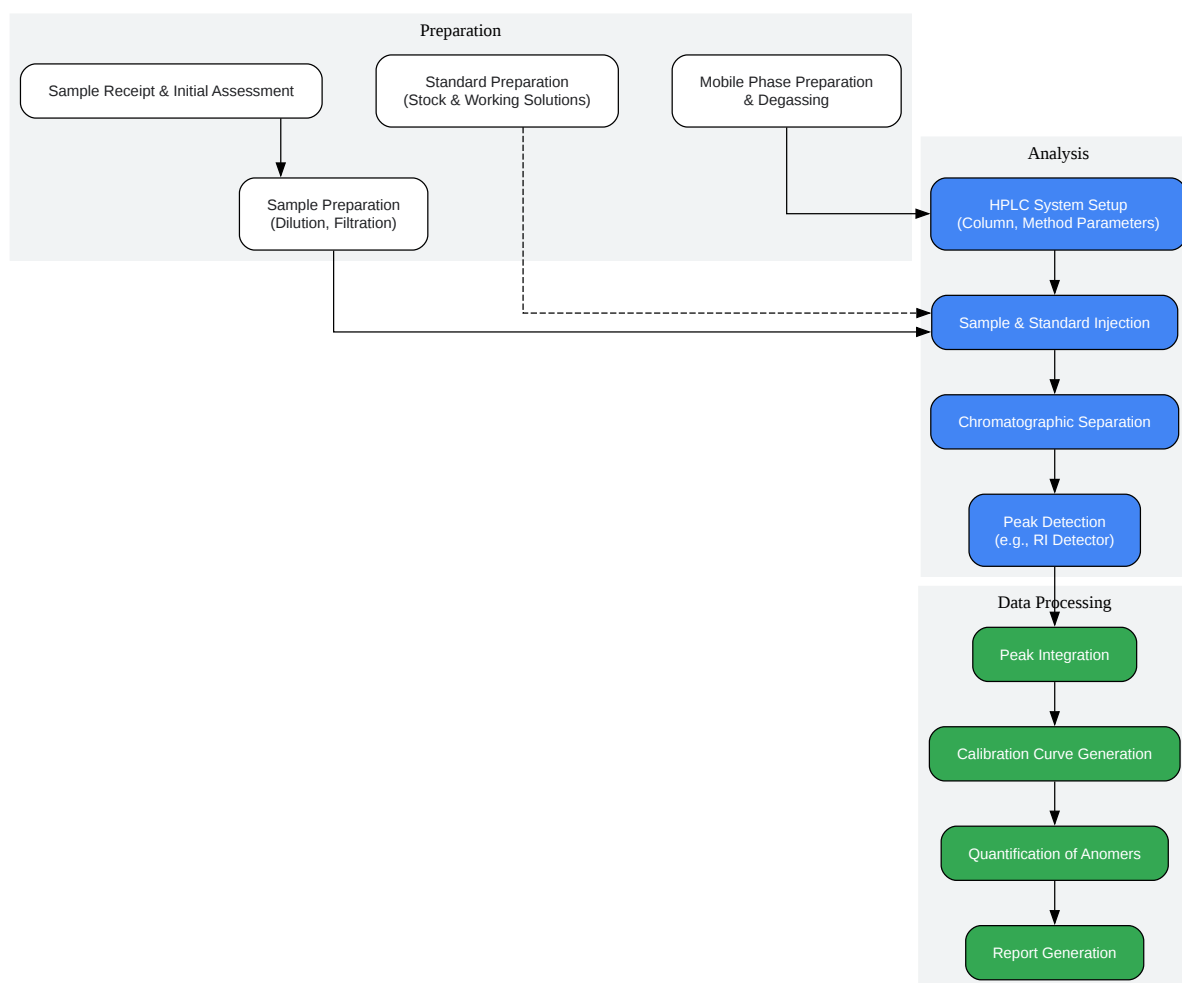 Preparation
Sample Receipt & Initial Assessment
Standard Preparation
(Stock & Working Solutions)
Mobile Phase Preparation
& Degassing
Sample Preparation
(Dilution, Filtration)
Analysis
HPLC System Setup
(Column, Method Parameters)
Sample & Standard Injection
Chromatographic Separation
Peak Detection
(e.g., RI Detector)
Data Processing
Peak Integration
Calibration Curve Generation
Quantification of Anomers
Report Generation